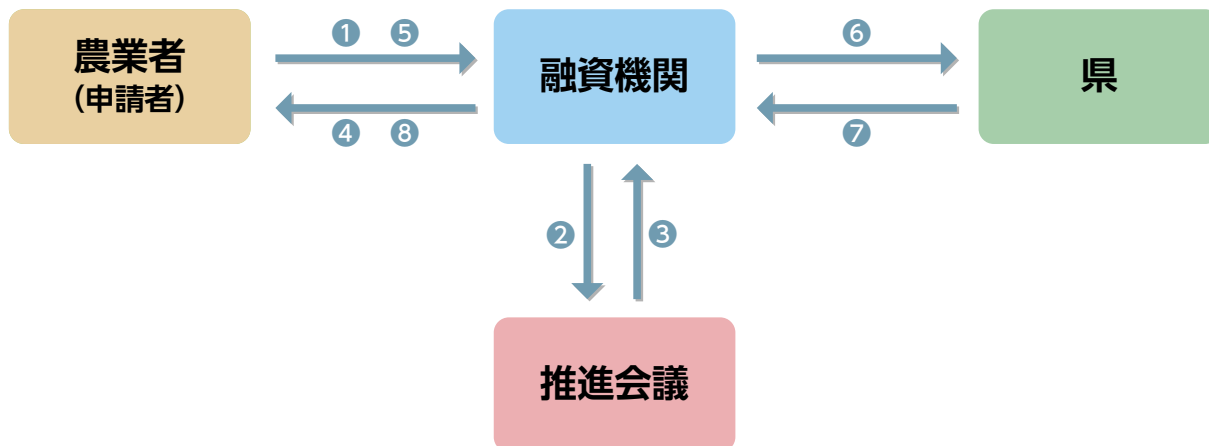 農業者
(申請者)
❶ ❺
❹ ❽
融資機関
❻
❼
県
❷
❸
推進会議